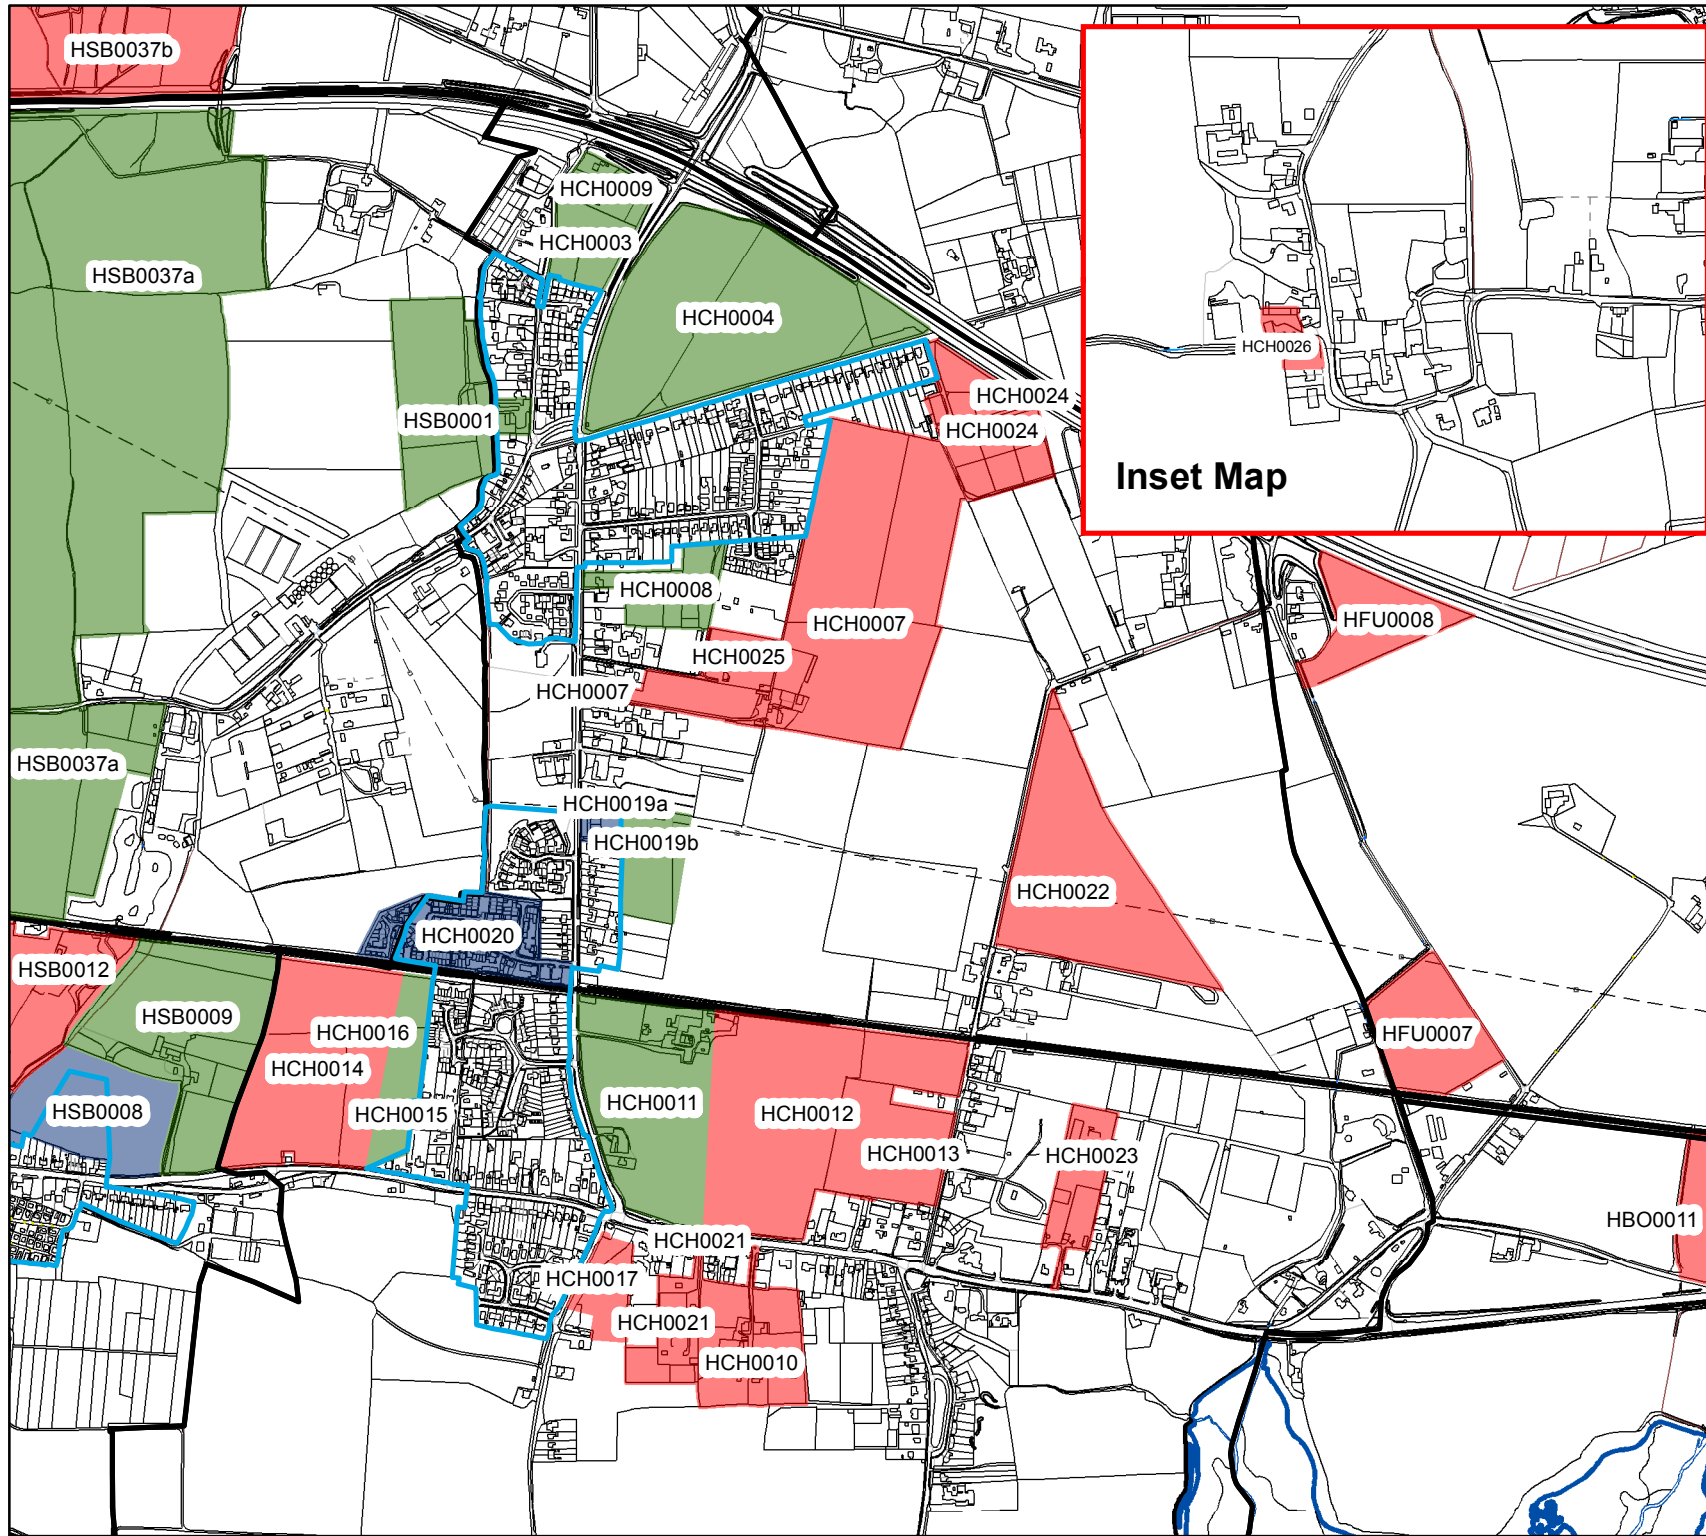 HSB0037b
HCH0009
HCH0003
HSB0037a
HCH0004
HCH0026
HCH0024
HSB0001
HCH0024
Inset Map
HCH0008
HCH0007
HFU0008
HCH0025
HCH0007
HSB0037a
HCH0019a
HCH0019b
HCH0022
HCH0020
HSB0012
HSB0009
HCH0016
HFU0007
HCH0014
HSB0008
HCH0015
HCH0011
HCH0012
HCH0013
HCH0023
HBO0011
HCH0021
HCH0017
HCH0021
HCH0010